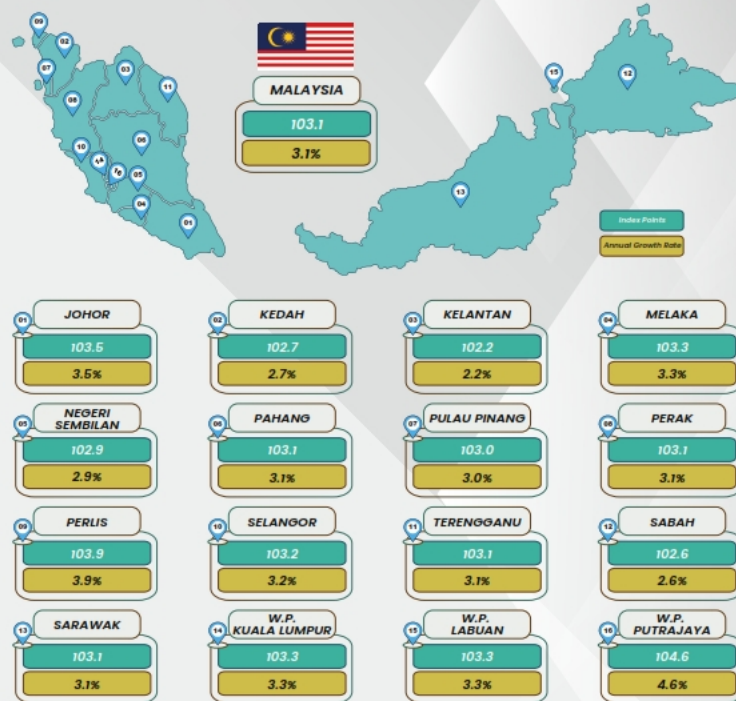 09
02
07
03
11
08
06
10
14
16
05
04
01
15
12
13
MALAYSIA
103.1
3.1%
Index Points
Annual Growth Rate
01
JOHOR
103.5
3.5%
02
KEDAH
102.7
2.7%
03
KELANTAN
102.2
2.2%
04
MELAKA
103.3
3.3%
05
NEGERI
SEMBILAN
102.9
2.9%
06
PAHANG
103.1
3.1%
07
PULAU PINANG
103.0
3.0%
08
PERAK
103.1
3.1%
09
PERLIS
103.9
3.9%
10
SELANGOR
103.2
3.2%
11
TERENGGANU
103.1
3.1%
12
SABAH
102.6
2.6%
13
SARAWAK
103.1
3.1%
14
W.P.
KUALA LUMPUR
103.3
3.3%
15
W.P.
LABUAN
103.3
3.3%
16
W.P.
PUTRAJAYA
104.6
4.6%